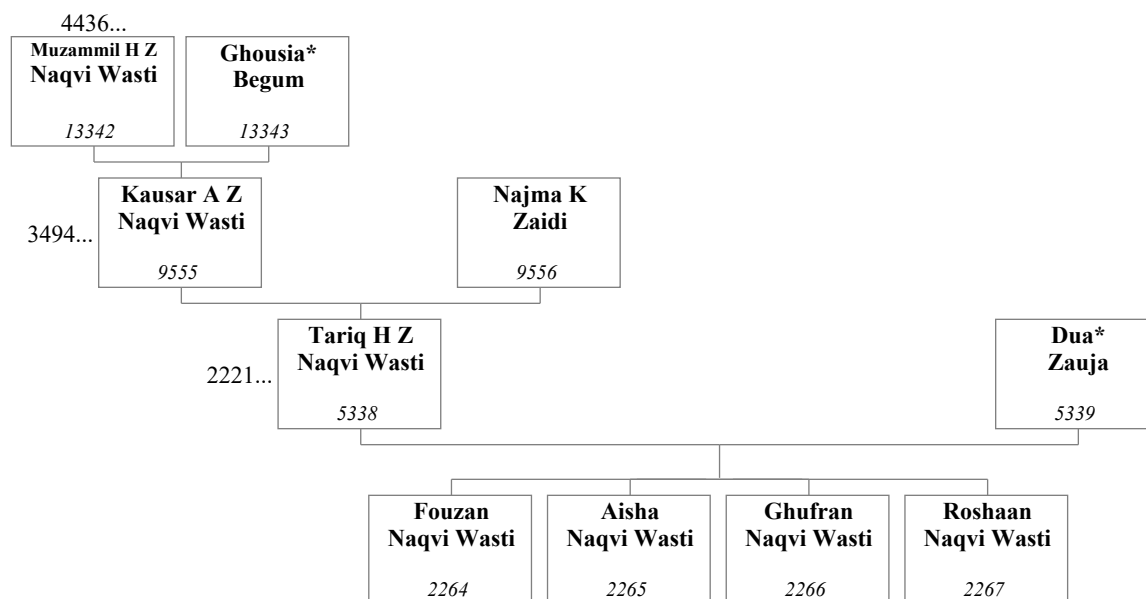 4436...
Muzammil H Z
Naqvi Wasti
13342
Ghousia*
Begum
13343
3494...
Kausar A Z
Naqvi Wasti
9555
Najma K
Zaidi
9556
2221...
Tariq H Z
Naqvi Wasti
5338
Dua*
Zauja
5339
Fouzan
Naqvi Wasti
2264
Aisha
Naqvi Wasti
2265
Ghufran
Naqvi Wasti
2266
Roshaan
Naqvi Wasti
2267